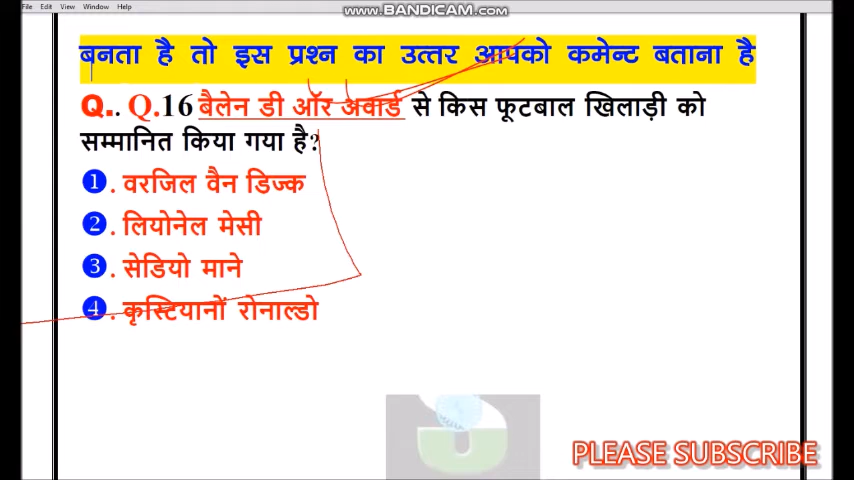 File Edit View Window Help
www.BANDICAM.com
बनता है तो इस प्रश्न का उत्तर आपको कमेन्ट बताना है
Q.. Q.16 बैलेन डी ऑर अवार्ड से किस फूटबाल खिलाड़ी को
सम्मानित किया गया है?
1. वरजिल वैन डिज्क
2. लियोनेल मेसी
3. सेडियो माने
4. कृस्टियानों रोनाल्डो
PLEASE SUBSCRIBE